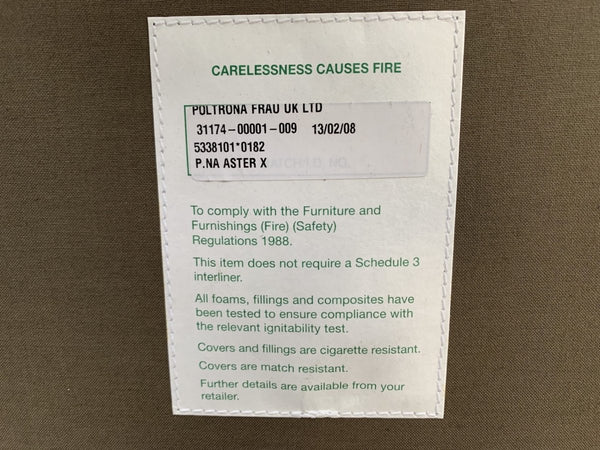 CARELESSNESS CAUSES FIRE
POLTRONA FRAU UK LTD
31174-00001-009 13/02/08
5338101*0182
P.NA ASTER X BATCH/I.D. NO.
To comply with the Furniture and
Furnishings (Fire) (Safety)
Regulations 1988.
This item does not require a Schedule 3
interliner.
All foams, fillings and composites have
been tested to ensure compliance with
the relevant ignitability test.
Covers and fillings are cigarette resistant.
Covers are match resistant.
Further details are available from your
retailer.